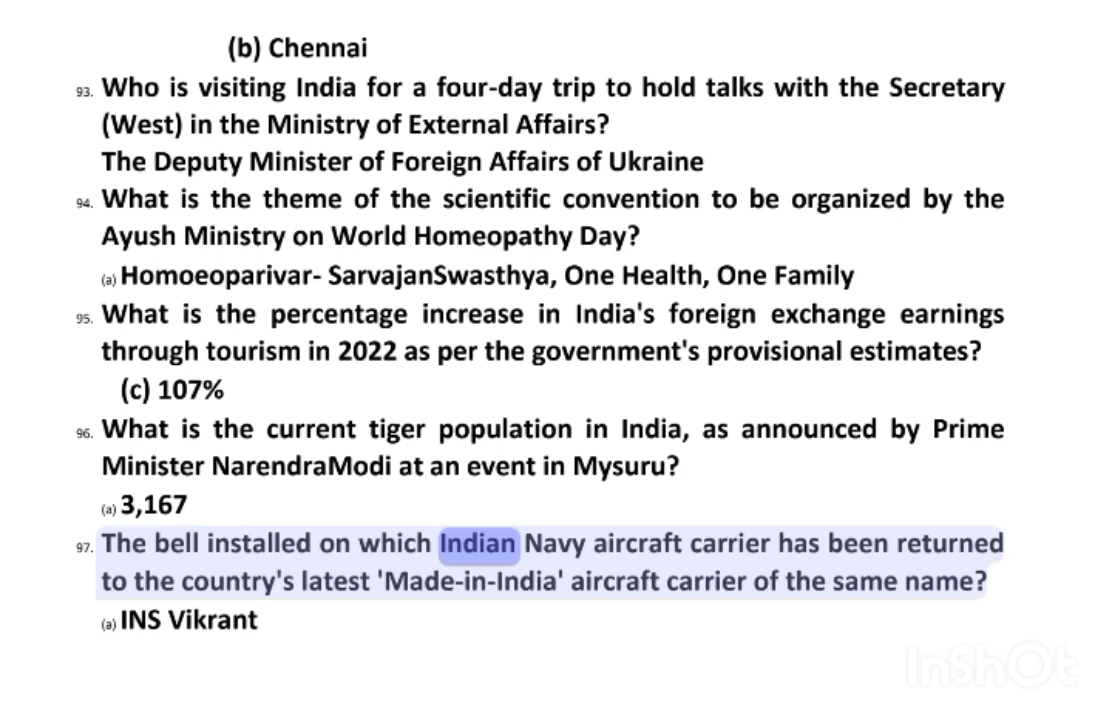 (b) Chennai
93. Who is visiting India for a four-day trip to hold talks with the Secretary
(West) in the Ministry of External Affairs?
The Deputy Minister of Foreign Affairs of Ukraine
94. What is the theme of the scientific convention to be organized by the
Ayush Ministry on World Homeopathy Day?
(a) Homoeoparivar- SarvajanSwasthya, One Health, One Family
95. What is the percentage increase in India's foreign exchange earnings
through tourism in 2022 as per the government's provisional estimates?
(c) 107%
96. What is the current tiger population in India, as announced by Prime
Minister NarendraModi at an event in Mysuru?
(a) 3,167
97. The bell installed on which Indian Navy aircraft carrier has been returned
to the country's latest 'Made-in-India' aircraft carrier of the same name?
(a) INS Vikrant
InShOt